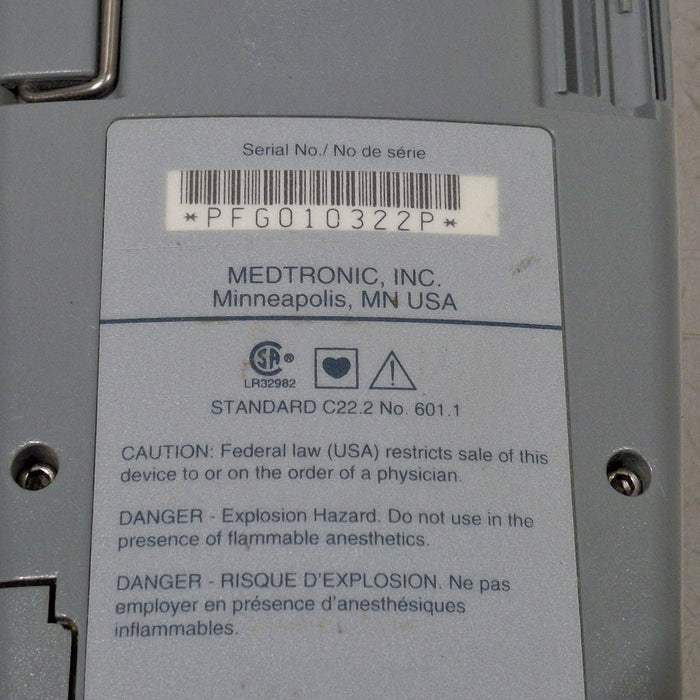 Serial No./ No de série
*PFG010322P*
MEDTRONIC, INC.
Minneapolis, MN USA
SA ®
LR32982
STANDARD C22.2 No. 601.1
CAUTION: Federal law (USA) restricts sale of this
device to or on the order of a physician.
DANGER - Explosion Hazard. Do not use in the
presence of flammable anesthetics.
DANGER - RISQUE D'EXPLOSION. Ne pas
employer en présence d'anesthésiques
inflammables.